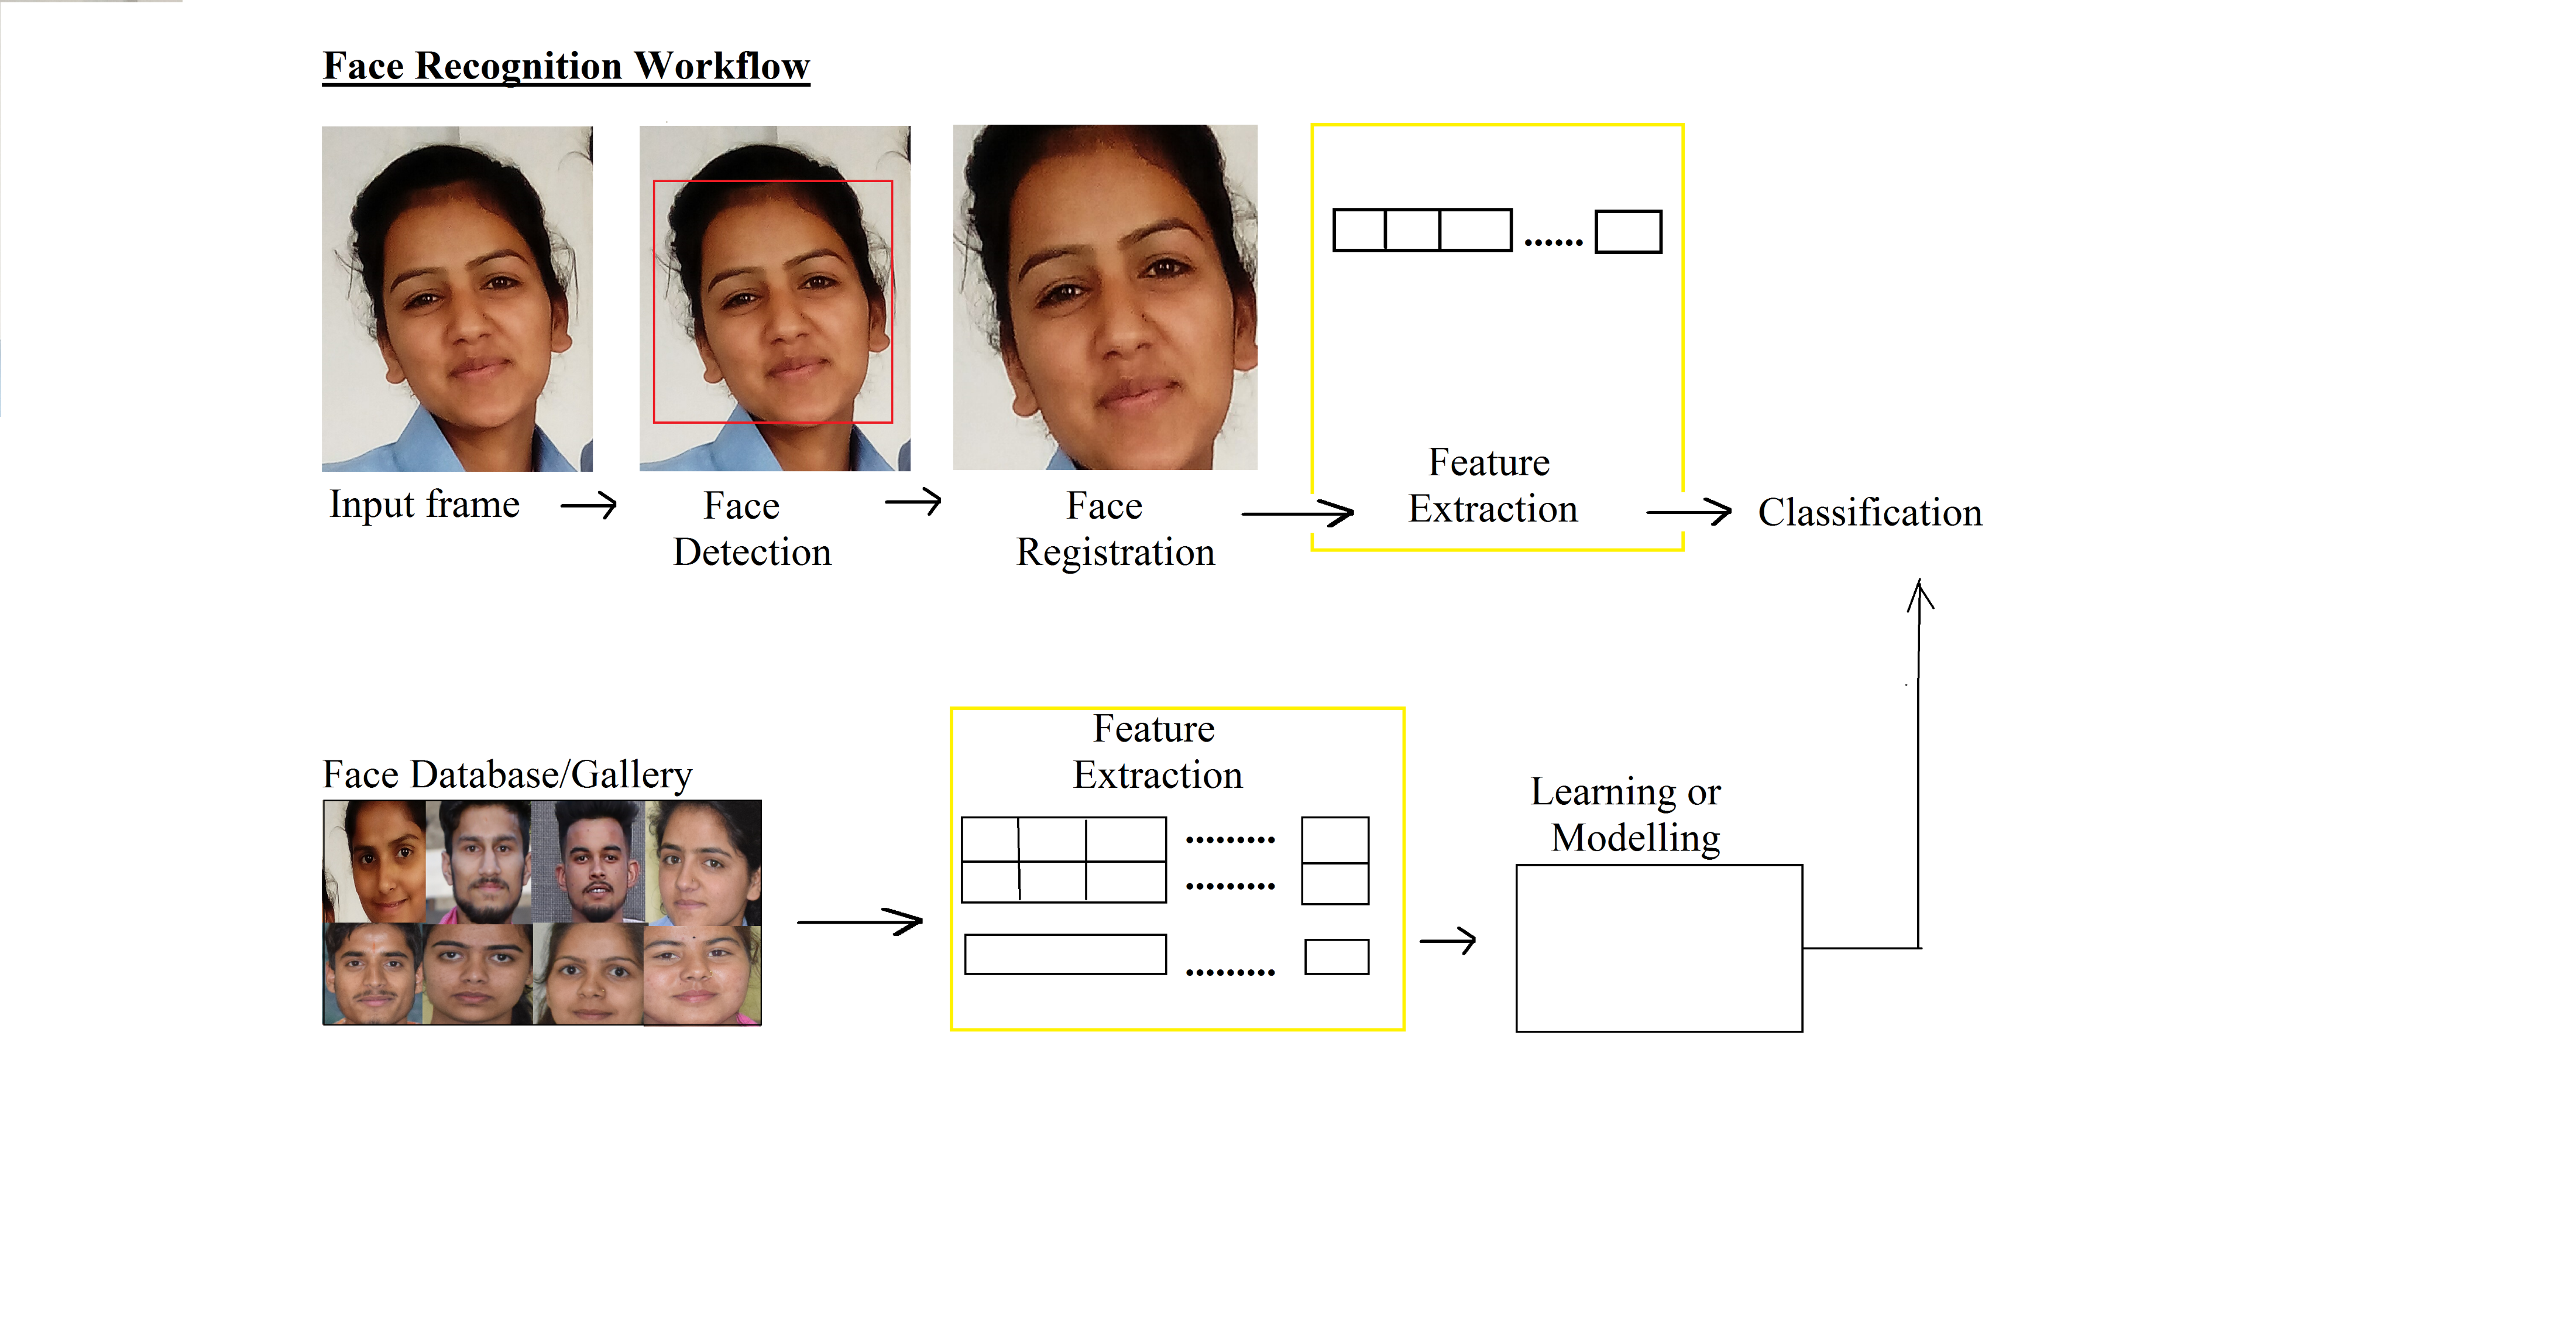 Face Recognition Workflow
Input frame
Face
Detection
Face
Registration
Feature
Extraction
Classification
Face Database/Gallery
Feature
Extraction
Learning or
Modelling